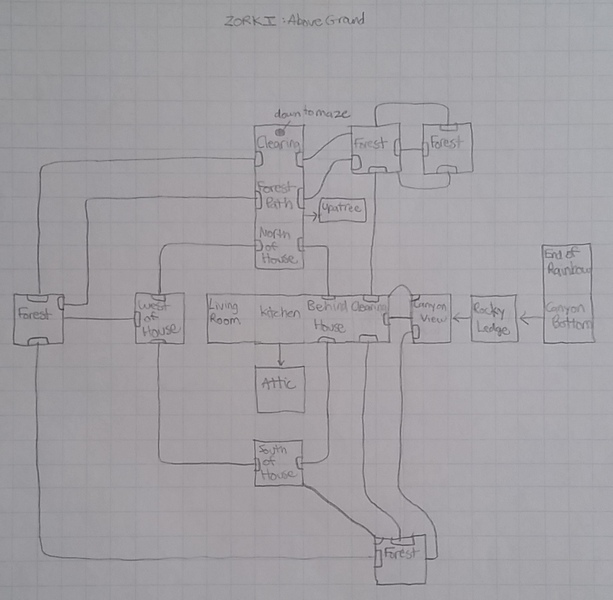 ZORK I : Above Ground
down to maze
Clearing
Forest
Forest
Forest
Path
Up a tree
North
of
House
End of
Rainbow
Forest
West
of
House
Living
Room
Kitchen
Behind
House
Clearing
Canyon
View
Rocky
Ledge
Canyon
Bottom
Attic
South
of
House
Forest